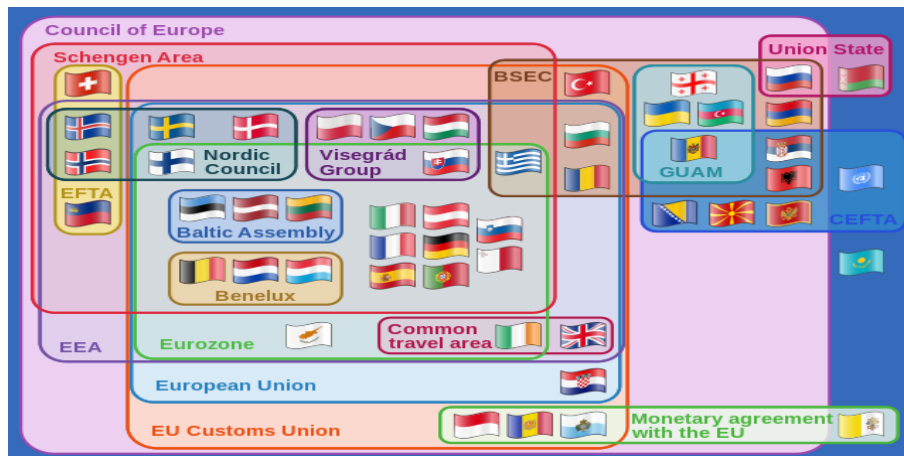 Council of Europe
Schengen Area
Union State
BSEC
Nordic
Council
Visegrád
Group
GUAM
EFTA
CEFTA
Baltic Assembly
Benelux
Common
travel area
EEA
Eurozone
European Union
EU Customs Union
Monetary agreement
with the EU